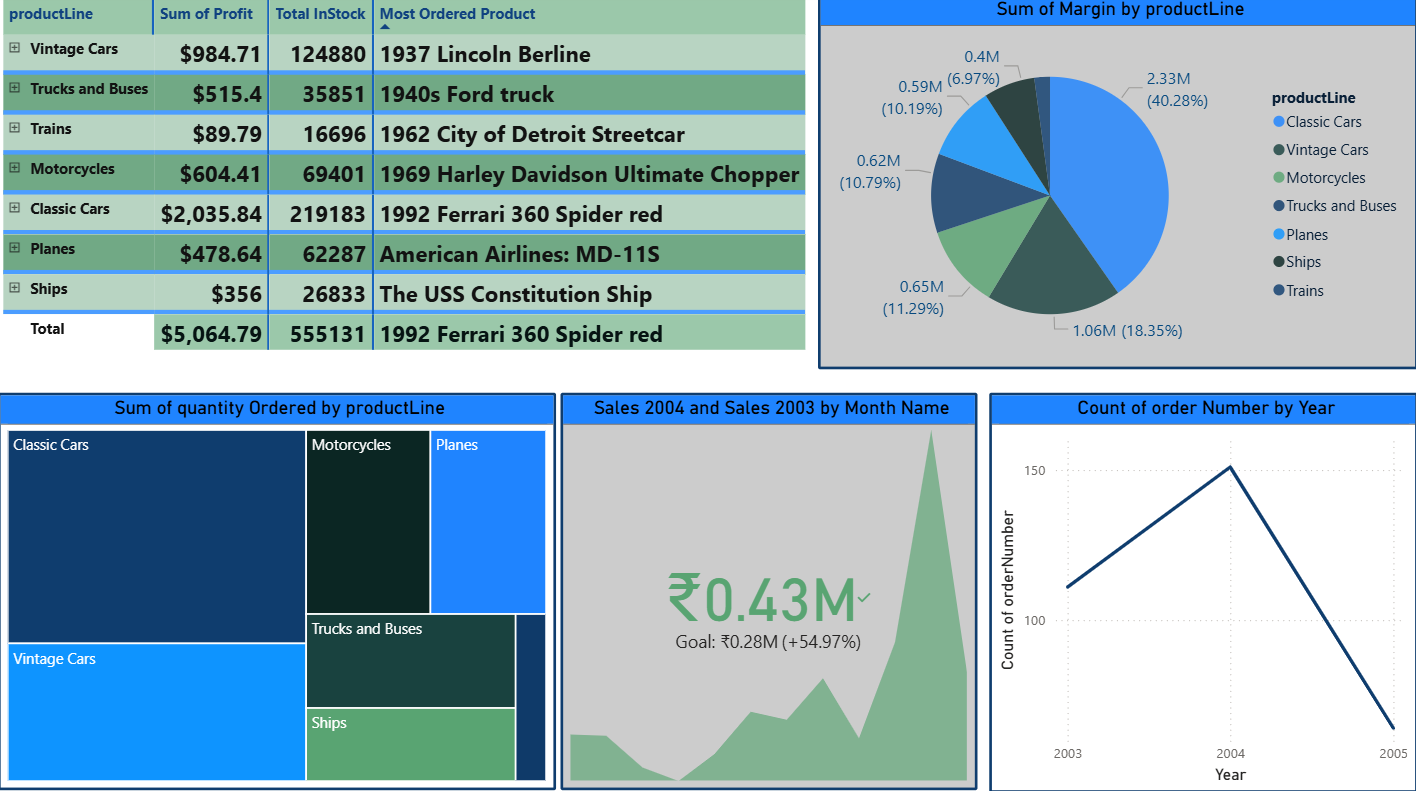 productLine Sum of Profit Total InStock Most Ordered Product
Vintage Cars $984.71 124880 1937 Lincoln Berline
Trucks and Buses $515.4 35851 1940s Ford truck
Trains $89.79 16696 1962 City of Detroit Streetcar
Motorcycles $604.41 69401 1969 Harley Davidson Ultimate Chopper
Classic Cars $2,035.84 219183 1992 Ferrari 360 Spider red
Planes $478.64 62287 American Airlines: MD-11S
Ships $356 26833 The USS Constitution Ship
Total $5,064.79 555131 1992 Ferrari 360 Spider red
Sum of Margin by productLine
0.4M
(6.97%)
0.59M
(10.19%)
0.62M
(10.79%)
0.65M
(11.29%)
1.06M (18.35%)
2.33M
(40.28%)
productLine
Classic Cars
Vintage Cars
Motorcycles
Trucks and Buses
Planes
Ships
Trains
Sum of quantity Ordered by productLine
Classic Cars
Motorcycles
Planes
Vintage Cars
Trucks and Buses
Ships
Sales 2004 and Sales 2003 by Month Name
₹0.43M
Goal: ₹0.28M (+54.97%)
Count of order Number by Year
Count of orderNumber
150
100
2003 2004 2005
Year